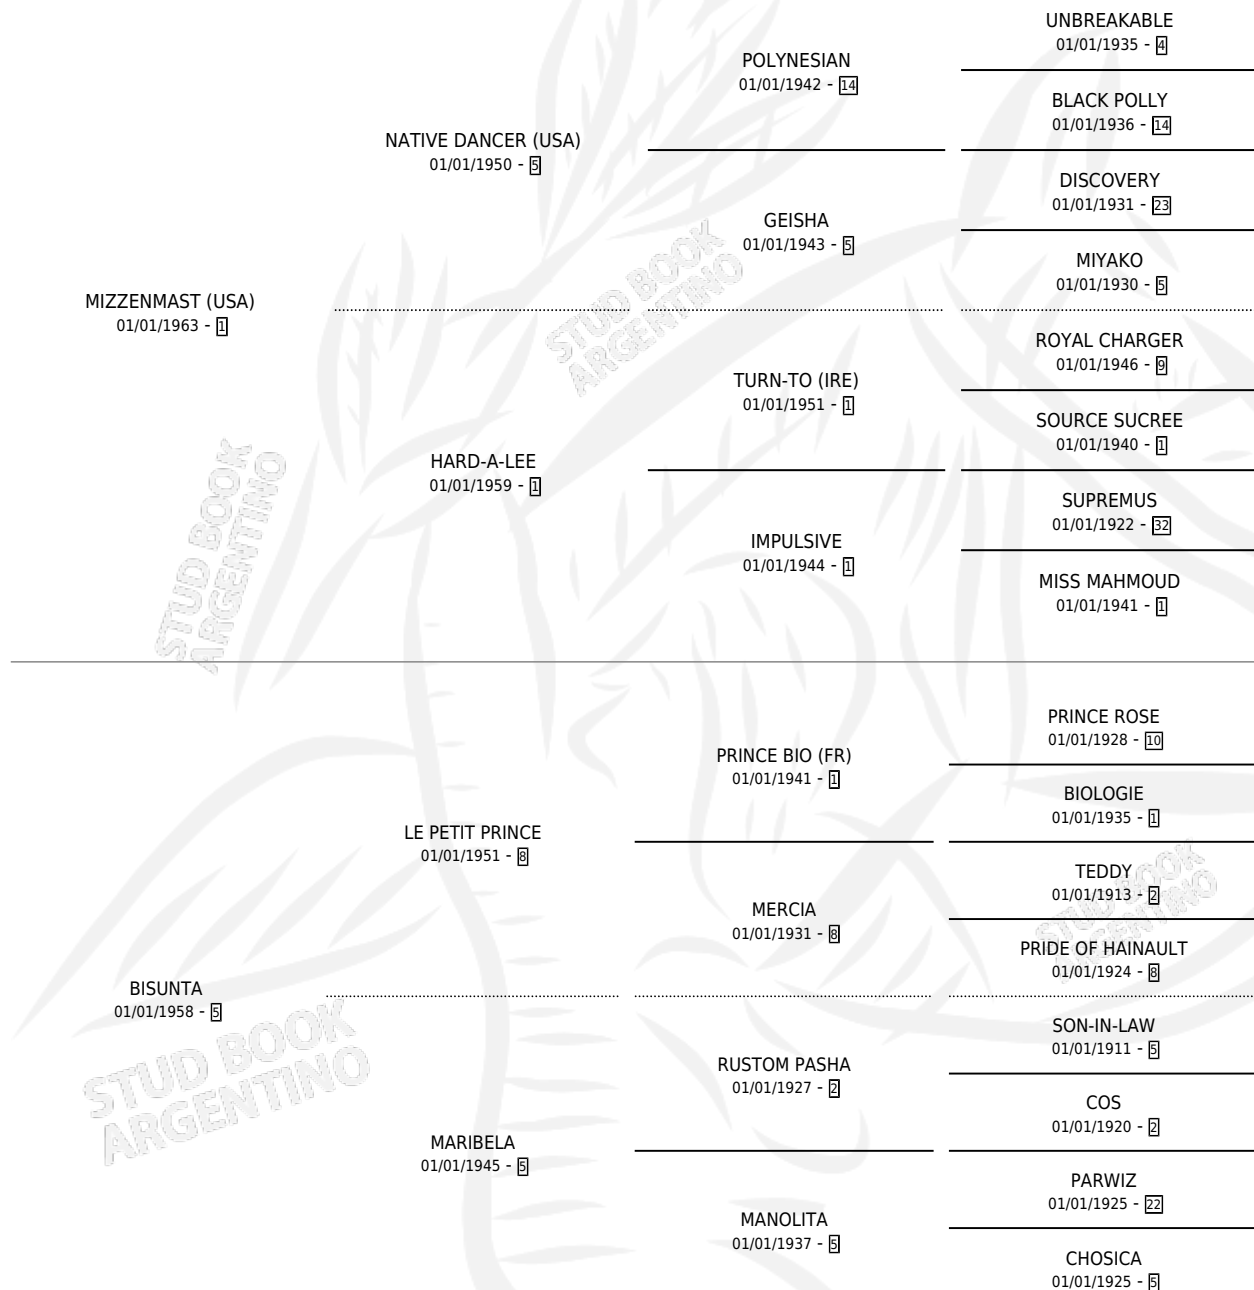 UNBREAKABLE
01/01/1935 - 4
POLYNESIAN
01/01/1942 - 14
BLACK POLLY
01/01/1936 - 14
NATIVE DANCER (USA)
01/01/1950 - 5
DISCOVERY
01/01/1931 - 23
GEISHA
01/01/1943 - 5
MIYAKO
01/01/1930 - 5
MIZZENMAST (USA)
01/01/1963 - 1
ROYAL CHARGER
01/01/1946 - 9
TURN-TO (IRE)
01/01/1951 - 1
SOURCE SUCREE
01/01/1940 - 1
HARD-A-LEE
01/01/1959 - 1
SUPREMUS
01/01/1922 - 32
IMPULSIVE
01/01/1944 - 1
MISS MAHMOUD
01/01/1941 - 1
STUD BOOK
ARGENTINO
STUD BOOK
ARGENTINO
PRINCE ROSE
01/01/1928 - 10
PRINCE BIO (FR)
01/01/1941 - 1
BIOLOGIE
01/01/1935 - 1
LE PETIT PRINCE
01/01/1951 - 8
TEDDY
01/01/1913 - 2
MERCIA
01/01/1931 - 8
PRIDE OF HAINAULT
01/01/1924 - 8
BISUNTA
01/01/1958 - 5
SON-IN-LAW
01/01/1911 - 5
RUSTOM PASHA
01/01/1927 - 2
COS
01/01/1920 - 2
MARIBELA
01/01/1945 - 5
PARWIZ
01/01/1925 - 22
MANOLITA
01/01/1937 - 5
CHOSICA
01/01/1925 - 5
STUD BOOK
ARGENTINO
STUD BOOK
ARGENTINO